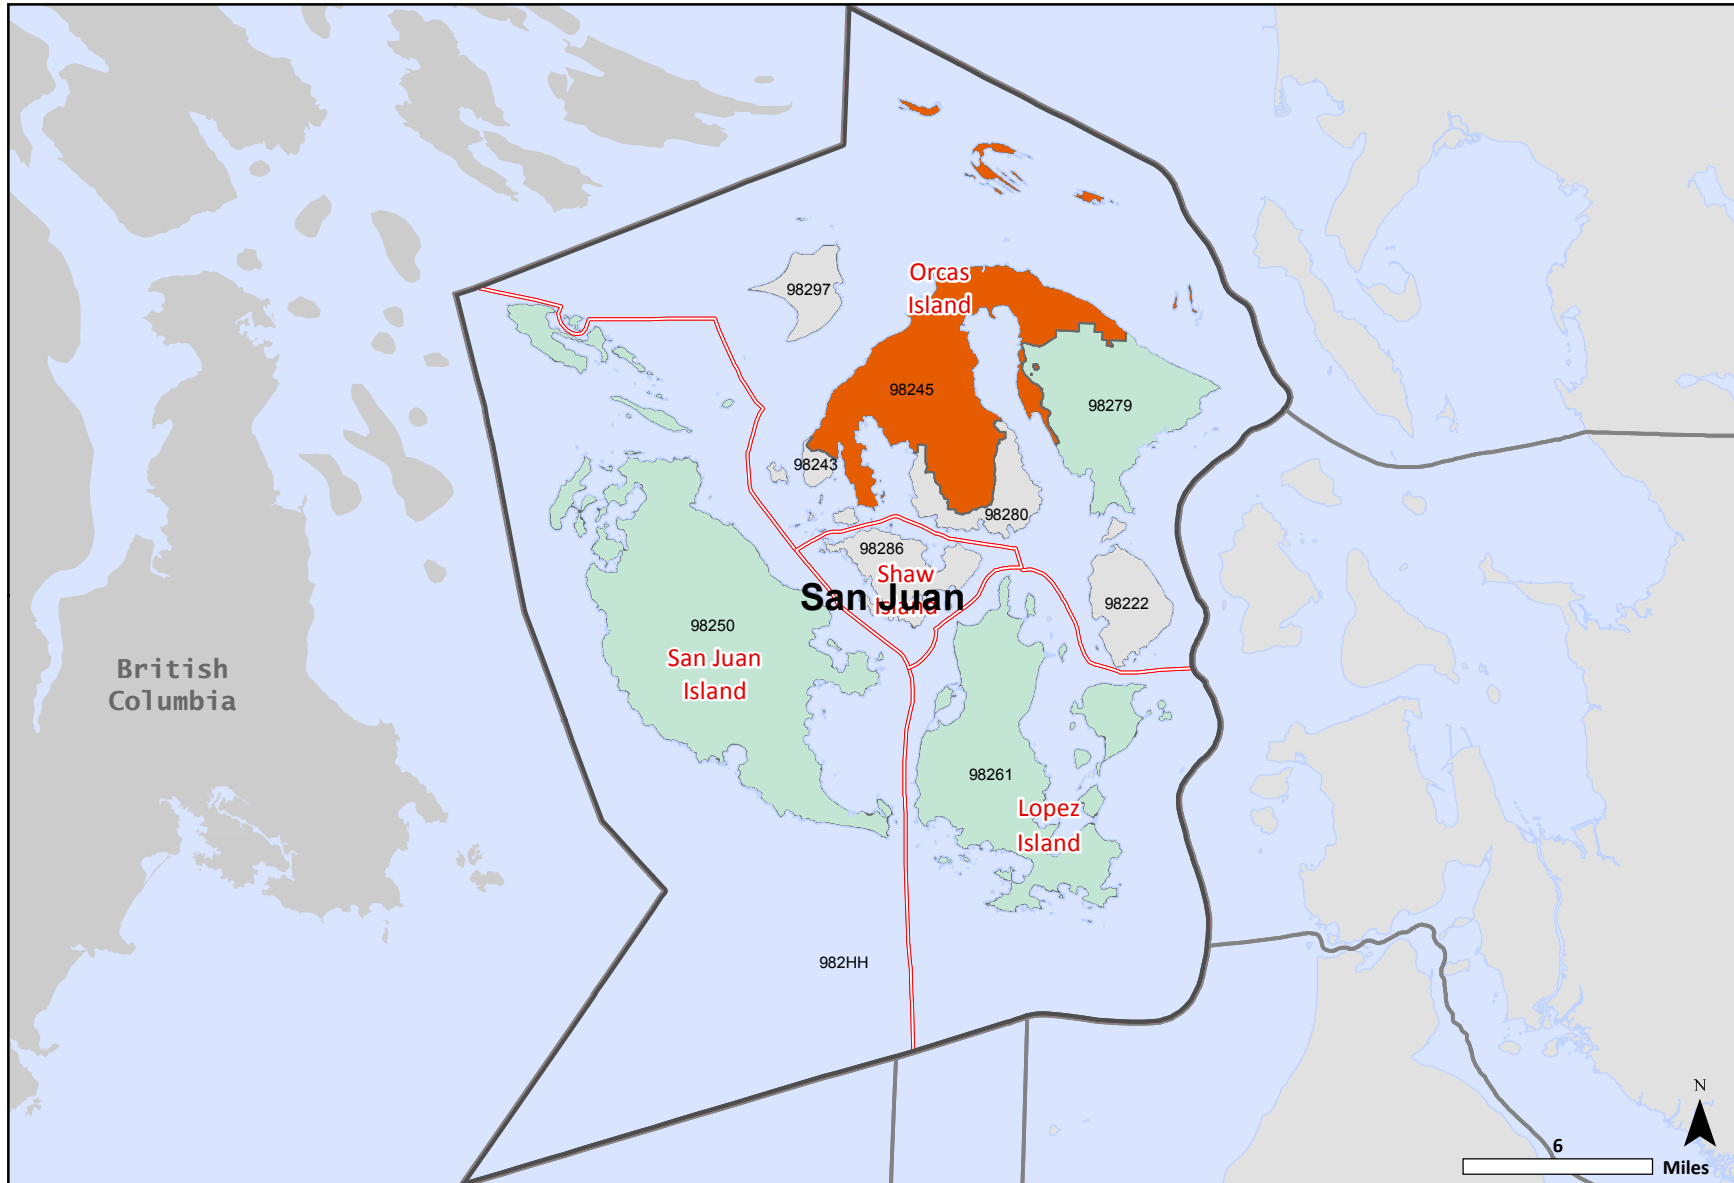 Orcas
Island
98297
98245
98279
98243
98280
98286
Shaw
Island
San Juan
98222
98250
San Juan
Island
British
Columbia
98261
Lopez
Island
982HH
N
6
Miles